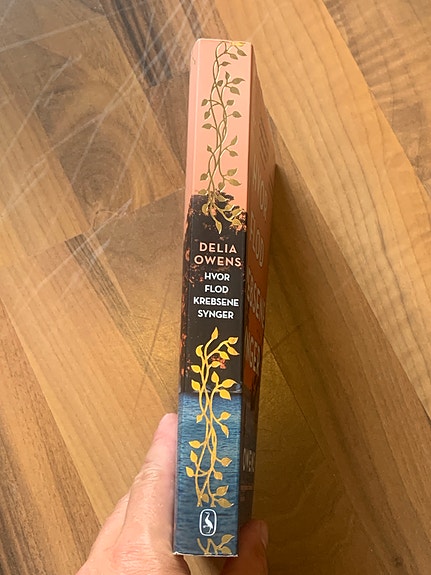 DELIA
OWENS
HVOR
FLOD
KREBSENE
SYNGER